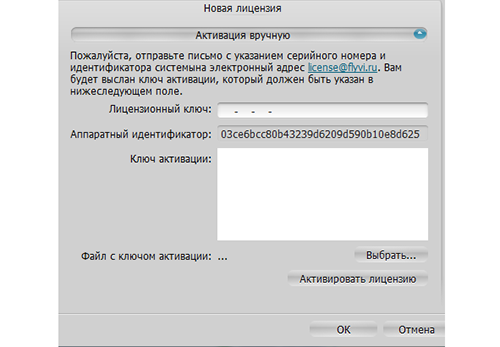 Новая лицензия
Активация вручную
Пожалуйста, отправьте письмо с указанием серийного номера и
идентификатора системына электронный адрес license@flyvi.ru. Вам
будет выслан ключ активации, который должен быть указан в
нижеследующем поле.
Лицензионный ключ: - - -
Аппаратный идентификатор: 03ce6bcc80b43239d6209d590b10e8d625
Ключ активации:
Файл с ключом активации: ... Выбрать...
Активировать лицензию
OK Отмена